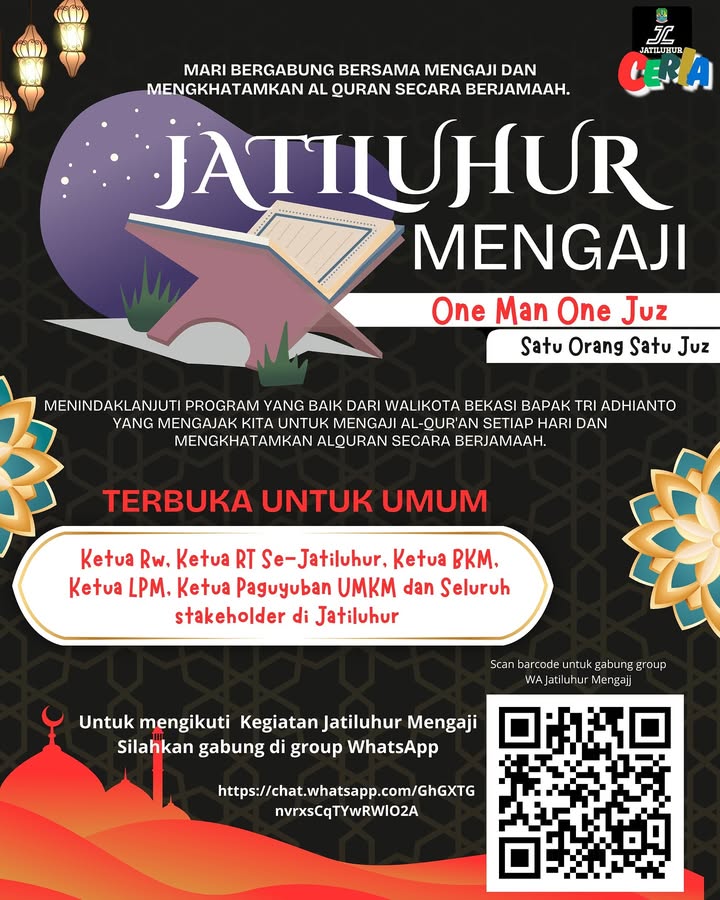 JATILUHUR
CERIA
MARI BERGABUNG BERSAMA MENGAJI DAN
MENGKHATAMKAN AL QURAN SECARA BERJAMAAH.
JATILUHUR
MENGAJI
One Man One Juz
Satu Orang Satu Juz
MENINDAKLANJUTI PROGRAM YANG BAIK DARI WALIKOTA BEKASI BAPAK TRI ADHIANTO
YANG MENGAJAK KITA UNTUK MENGAJI AL-QUR'AN SETIAP HARI DAN
MENGKHATAMKAN ALQURAN SECARA BERJAMAAH.
TERBUKA UNTUK UMUM
Ketua Rw, Ketua RT Se-Jatiluhur, Ketua BKM,
Ketua LPM, Ketua Paguyuban UMKM dan Seluruh
stakeholder di Jatiluhur
Scan barcode untuk gabung group
WA Jatiluhur Mengajj
Untuk mengikuti Kegiatan Jatiluhur Mengaji
Silahkan gabung di group WhatsApp
https://chat.whatsapp.com/GhGXTG
nvrxsCqTYwRWlO2A